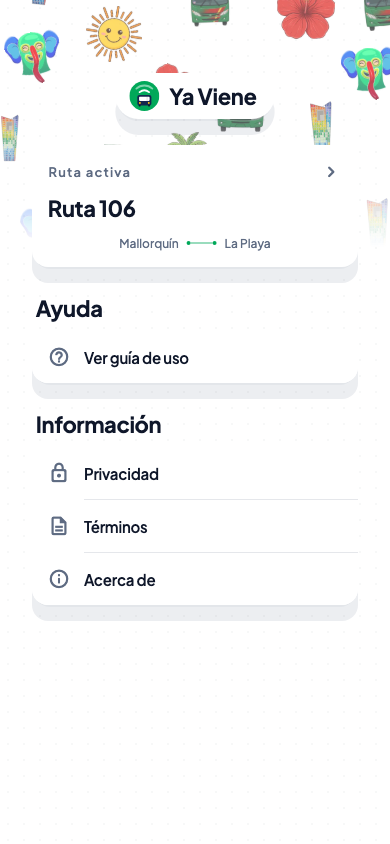 Ya Viene
Ruta activa
Ruta 106
Mallorquín La Playa
Ayuda
Ver guía de uso
Información
Privacidad
Términos
Acerca de